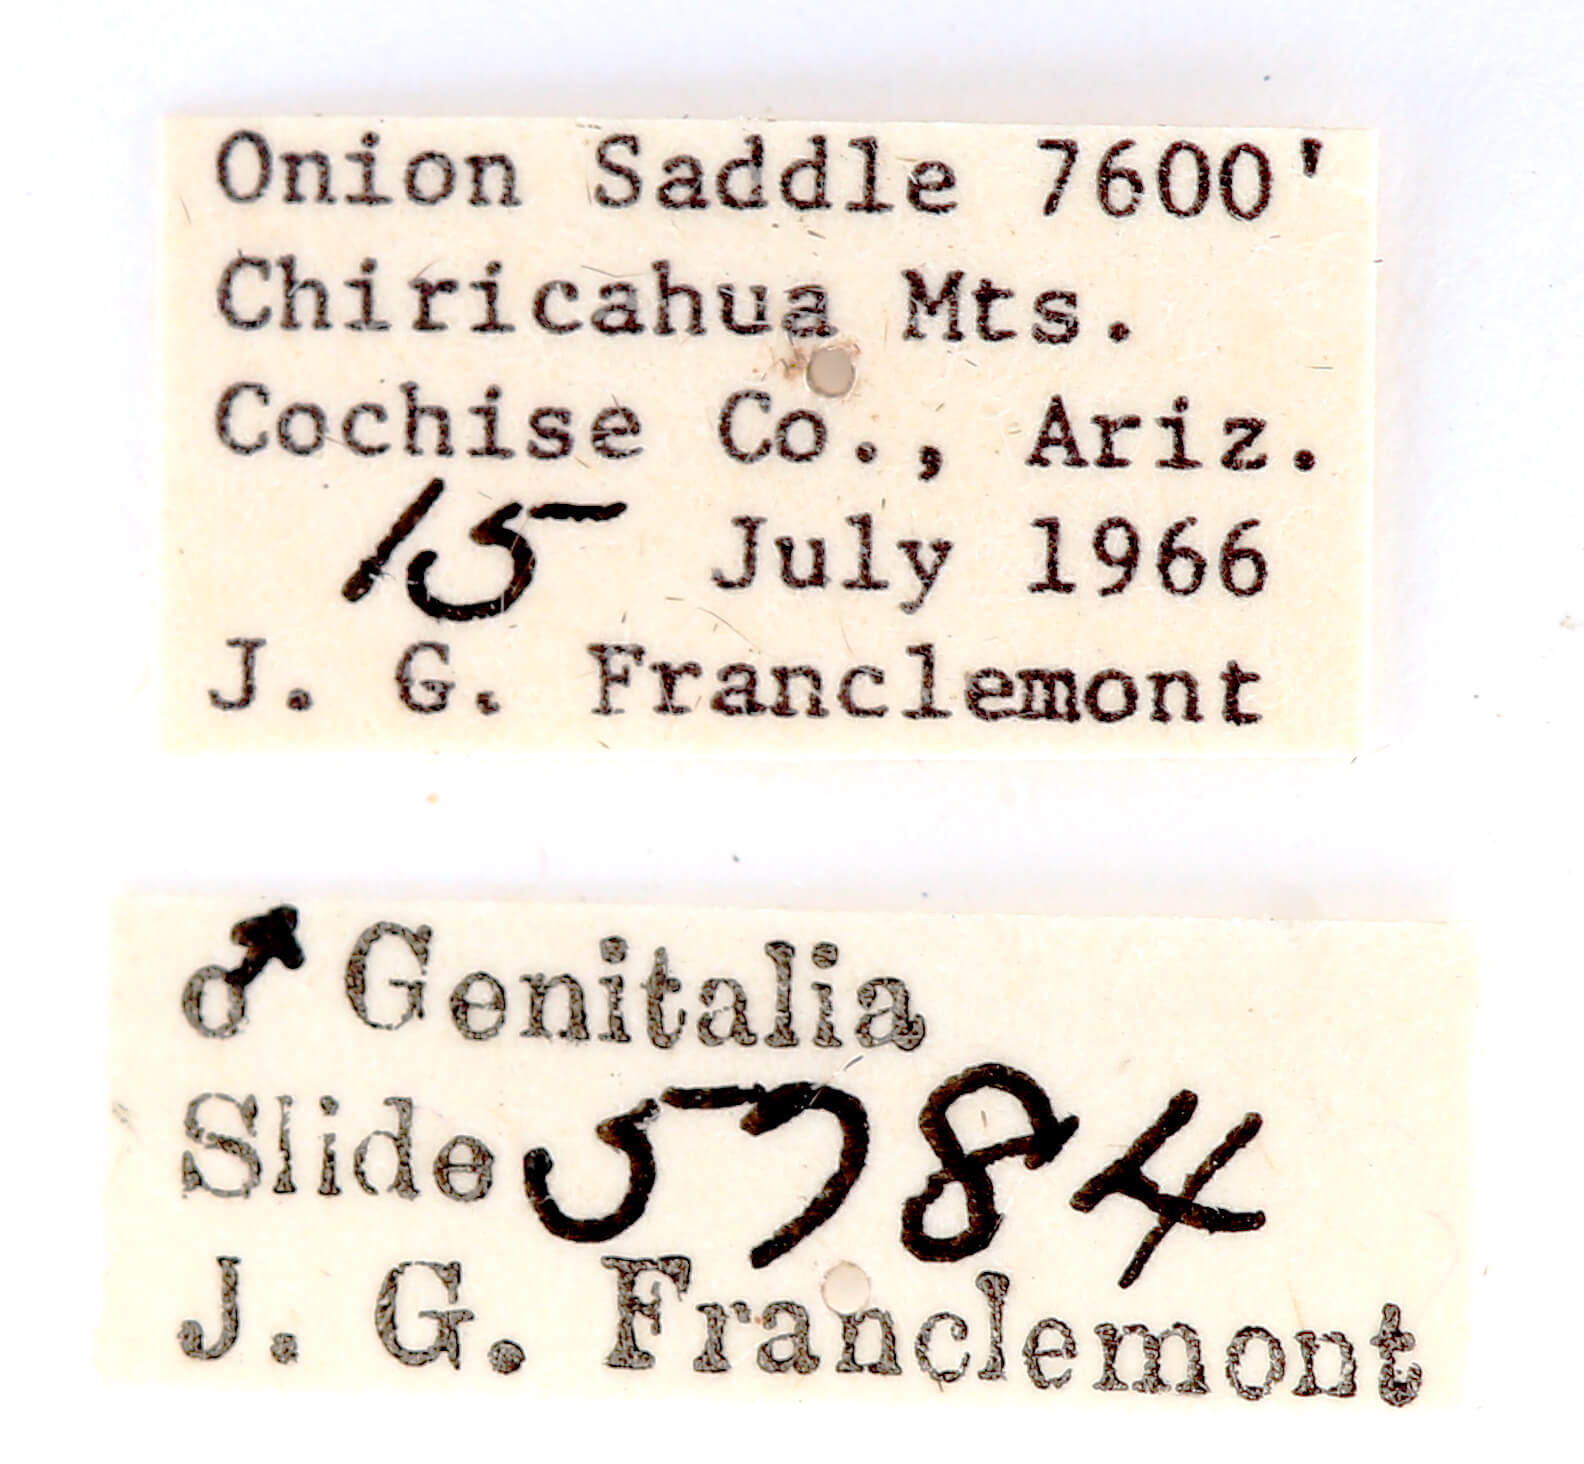 Onion Saddle 7600'
Chiricahua Mts.
Cochise Co., Ariz.
15 July 1966
J. G. Franclemont
♂ Genitalia
Slide 5784
J. G. Franclemont